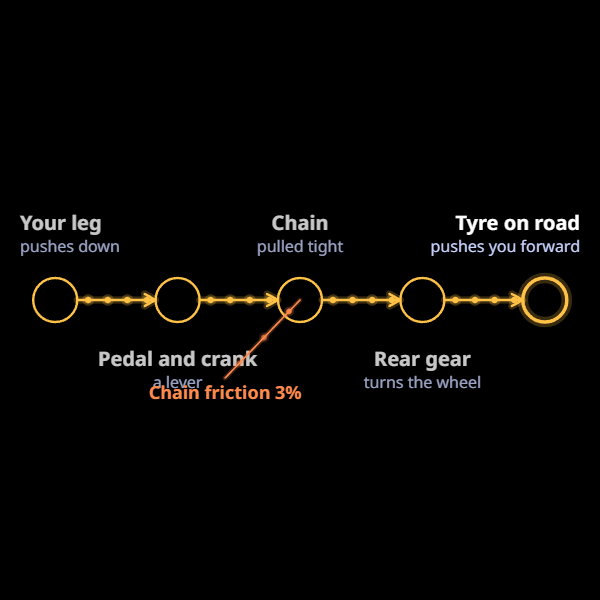 Your leg
pushes down
Chain
pulled tight
Tyre on road
pushes you forward
Pedal and crank
a lever
Rear gear
turns the wheel
Chain friction 3%